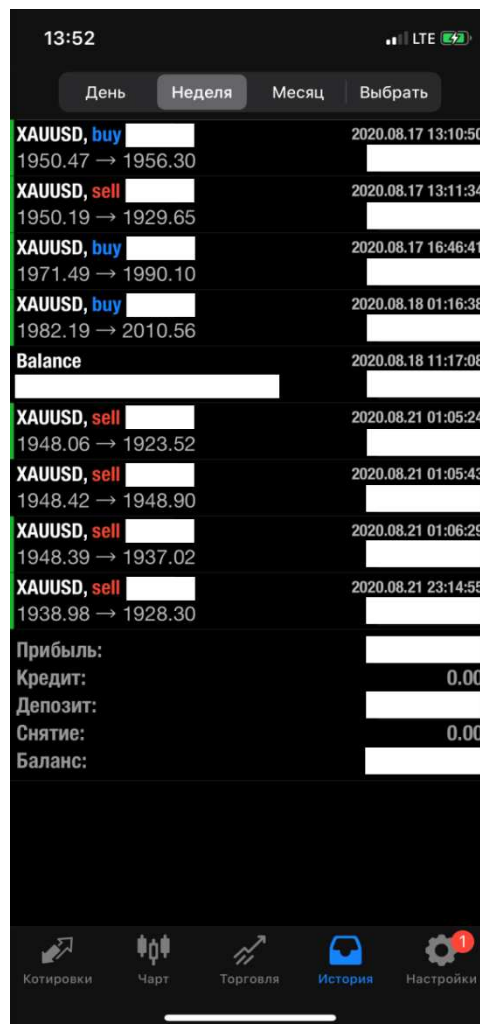 13:52 LTE
День Неделя Месяц Выбрать
XAUUSD, buy 2020.08.17 13:10:50
1950.47 → 1956.30
XAUUSD, sell 2020.08.17 13:11:34
1950.19 → 1929.65
XAUUSD, buy 2020.08.17 16:46:41
1971.49 → 1990.10
XAUUSD, buy 2020.08.18 01:16:38
1982.19 → 2010.56
Balance 2020.08.18 11:17:08
XAUUSD, sell 2020.08.21 01:05:24
1948.06 → 1923.52
XAUUSD, sell 2020.08.21 01:05:43
1948.42 → 1948.90
XAUUSD, sell 2020.08.21 01:06:29
1948.39 → 1937.02
XAUUSD, sell 2020.08.21 23:14:55
1938.98 → 1928.30
Прибыль:
Кредит: 0.00
Депозит:
Снятие: 0.00
Баланс:
1
Котировки Чарт Торговля История Настройки